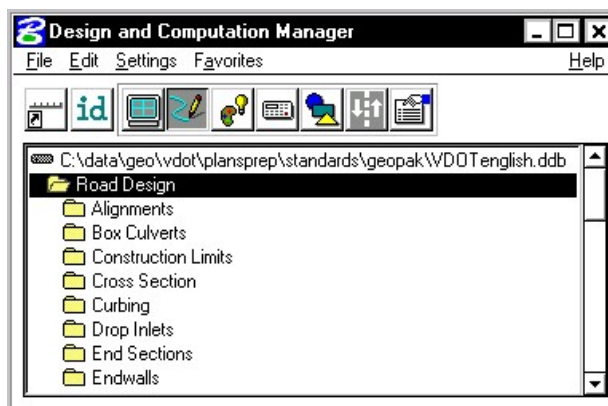 Design and Computation Manager
File Edit Settings Favorites Help
id
C:\data\geo\vdot\plansprep\standards\geopak\VDOTenglish.ddb
Road Design
Alignments
Box Culverts
Construction Limits
Cross Section
Curbing
Drop Inlets
End Sections
Endwalls